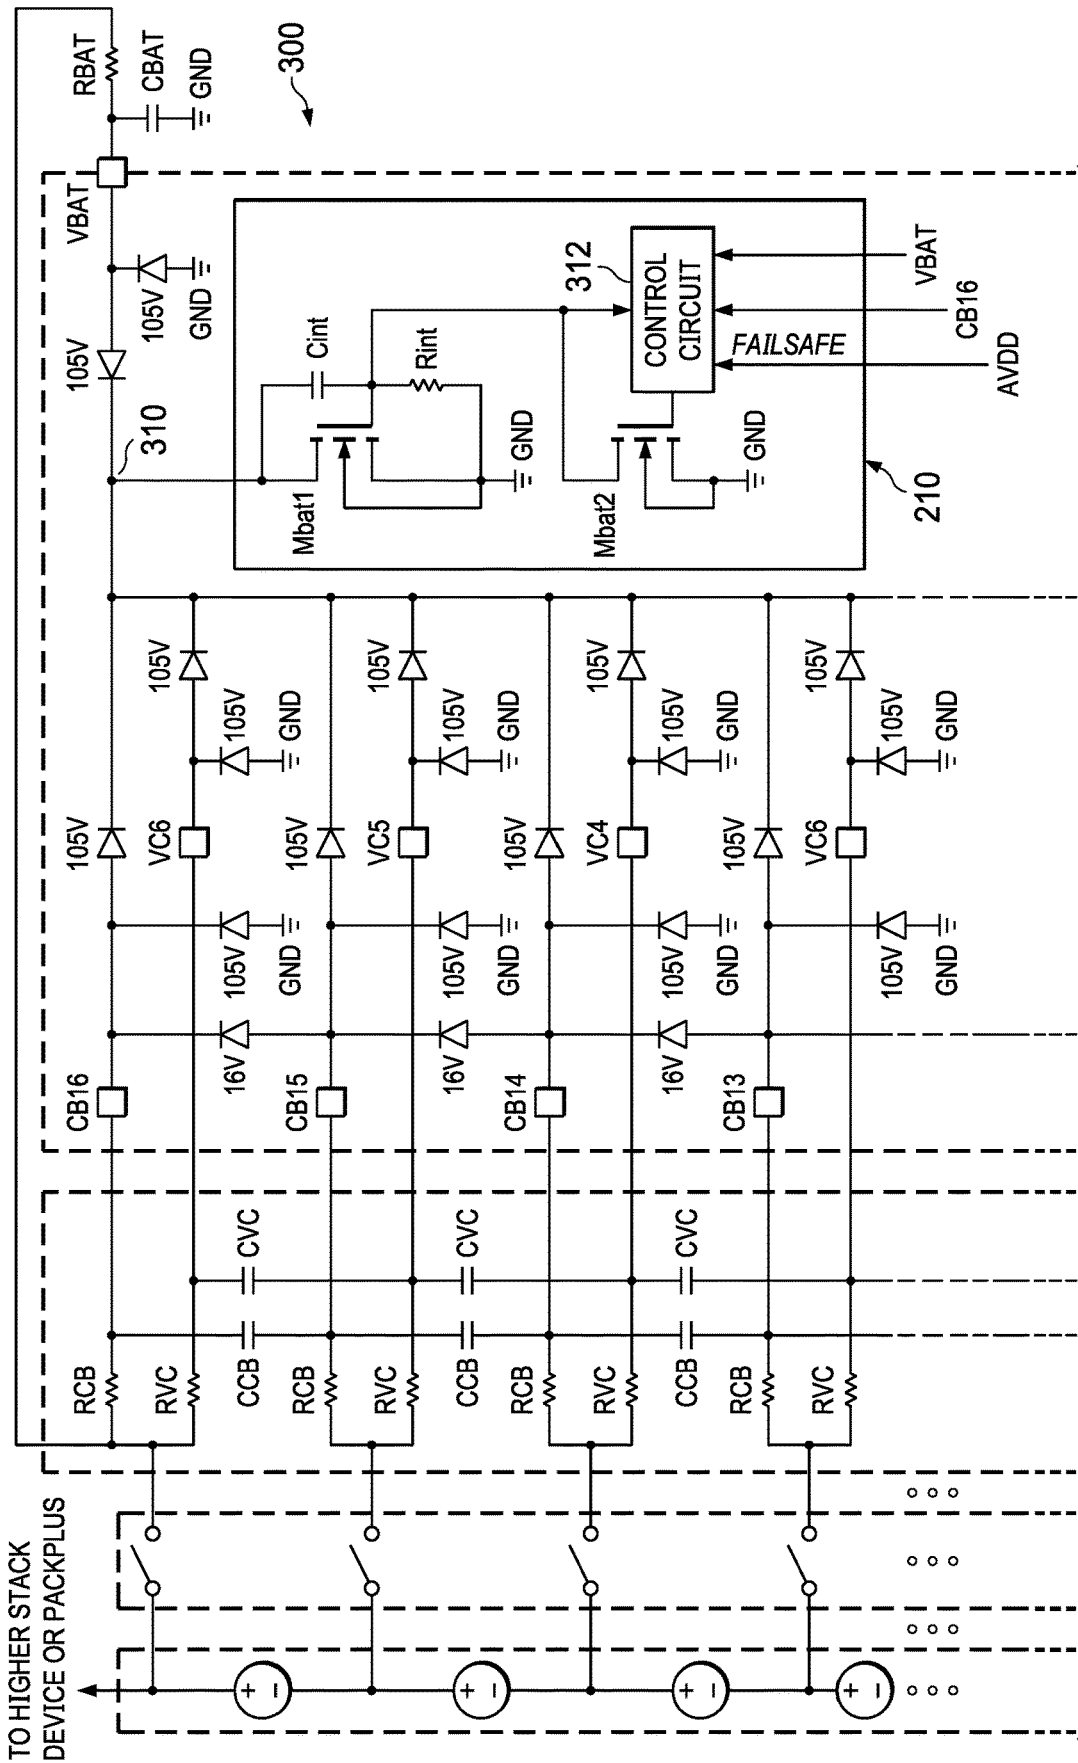 TO HIGHER STACK
DEVICE OR PACKPLUS
RCB
CB16
105V
105V
VBAT
RBAT
RVC
VC6
105V
310
105V
GND
CBAT
GND
CCB
CVC
16V
105V
GND
105V
GND
300
RCB
CB15
105V
Mbat1
Cint
RVC
VC5
105V
Rint
CCB
CVC
16V
105V
GND
105V
GND
GND
RCB
CB14
105V
Mbat2
312
RVC
VC4
105V
CONTROL
CIRCUIT
CCB
CVC
16V
105V
GND
105V
GND
GND
FAILSAFE
RCB
CB13
105V
RVC
VC6
105V
105V
GND
105V
GND
210
VBAT
CB16
AVDD